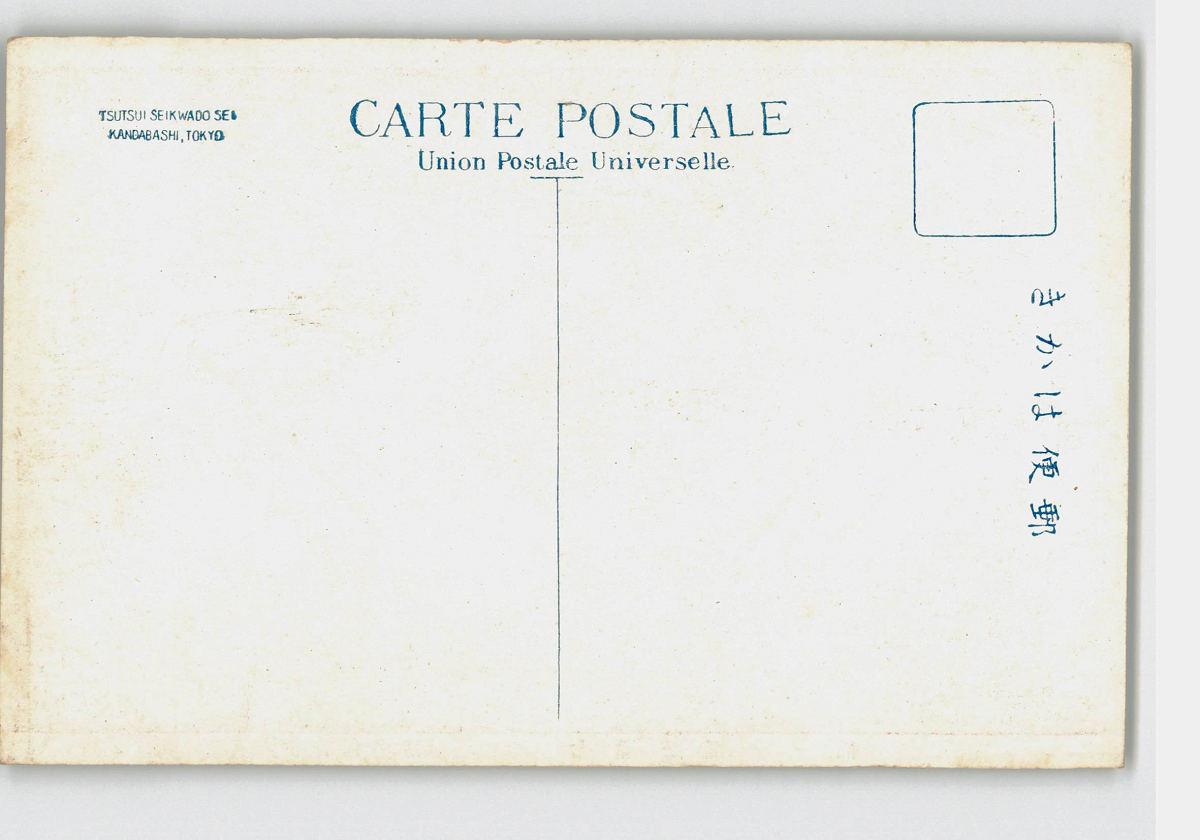 TSUTSUI SEIKWADO SEI
KANDABASHI, TOKYO
CARTE POSTALE
Union Postale Universelle.
郵便はかき